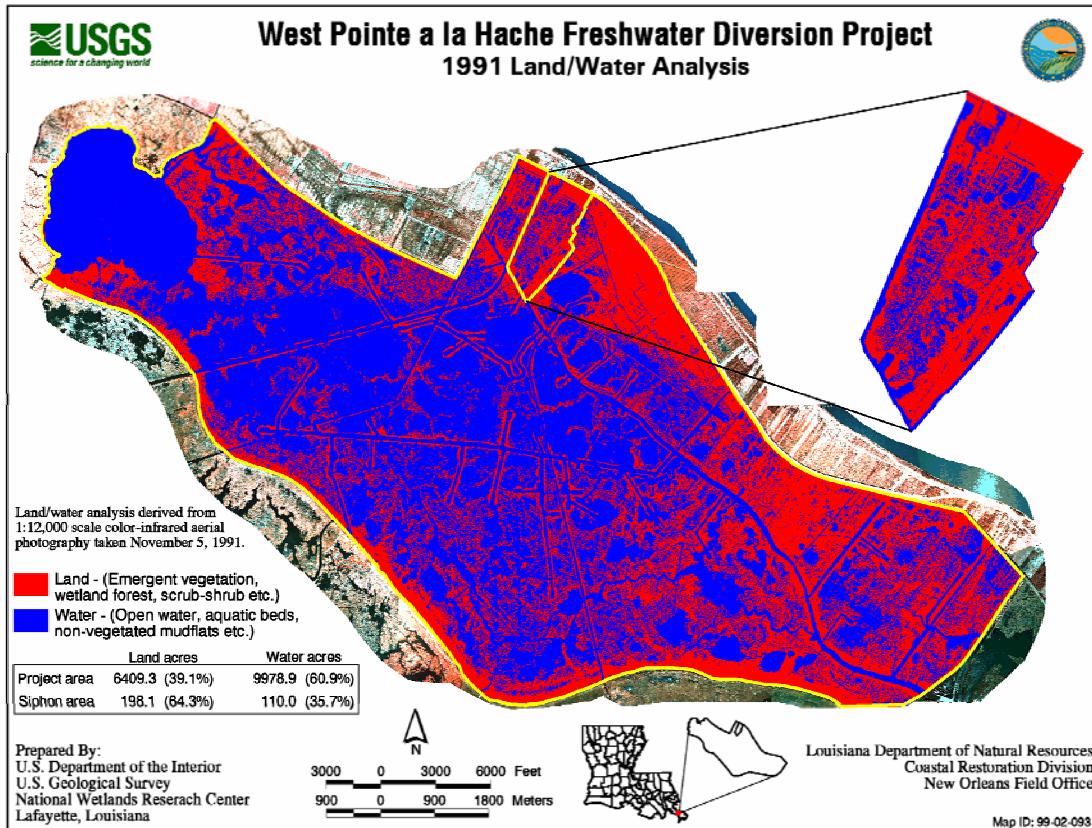 USGS
science for a changing world
West Pointe a la Hache Freshwater Diversion Project
1991 Land/Water Analysis
Land/water analysis derived from
1:12,000 scale color-infrared aerial
photography taken November 5, 1991.
Land - (Emergent vegetation,
wetland forest, scrub-shrub etc.)
Water - (Open water, aquatic beds,
non-vegetated mudflats etc.)
Land acres Water acres
Project area 6409.3 (39.1%) 9978.9 (60.9%)
Siphon area 198.1 (64.3%) 110.0 (35.7%)
Prepared By:
U.S. Department of the Interior
U.S. Geological Survey
National Wetlands Reserach Center
Lafayette, Louisiana
N
3000 0 3000 6000 Feet
900 0 900 1800 Meters
Louisiana Department of Natural Resources
Coastal Restoration Division
New Orleans Field Office
Map ID: 99-02-093